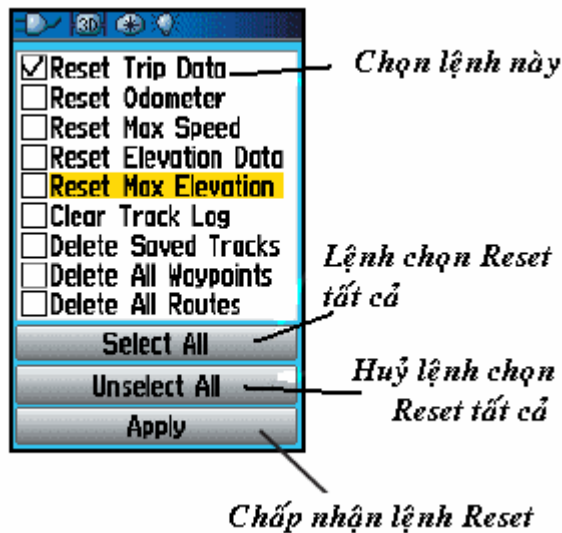 3D
Reset Trip Data
Reset Odometer
Reset Max Speed
Reset Elevation Data
Reset Max Elevation
Clear Track Log
Delete Saved Tracks
Delete All Waypoints
Delete All Routes
Select All
Unselect All
Apply
Chọn lệnh này
Lệnh chọn Reset
tất cả
Huỷ lệnh chọn
Reset tất cả
Chấp nhận lệnh Reset